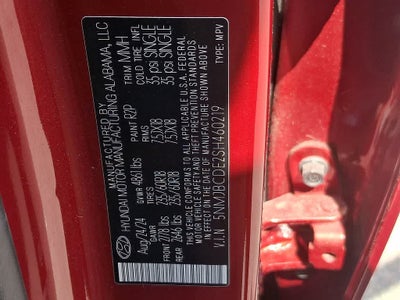 MANUFACTURED BY
HYUNDAI MOTOR MANUFACTURING ALABAMA, LLC
Aug/24/24 GVWR 4661 lbs PAINT R2P TRIM MMH
GAWR TIRES RIMS COLD TIRE INFL
FRONT 2778 lbs 235/60R18 7.5JX18 35 psi SINGLE
REAR 2646 lbs 235/60R18 7.5JX18 35 psi SINGLE
THIS VEHICLE CONFORMS TO ALL APPLICABLE U.S.A. FEDERAL
MOTOR VEHICLE SAFETY AND THEFT PREVENTION STANDARDS
IN EFFECT ON THE DATE OF MANUFACTURE SHOWN ABOVE.
V.I.N 5NMJBCDE2SH460219 TYPE: MPV